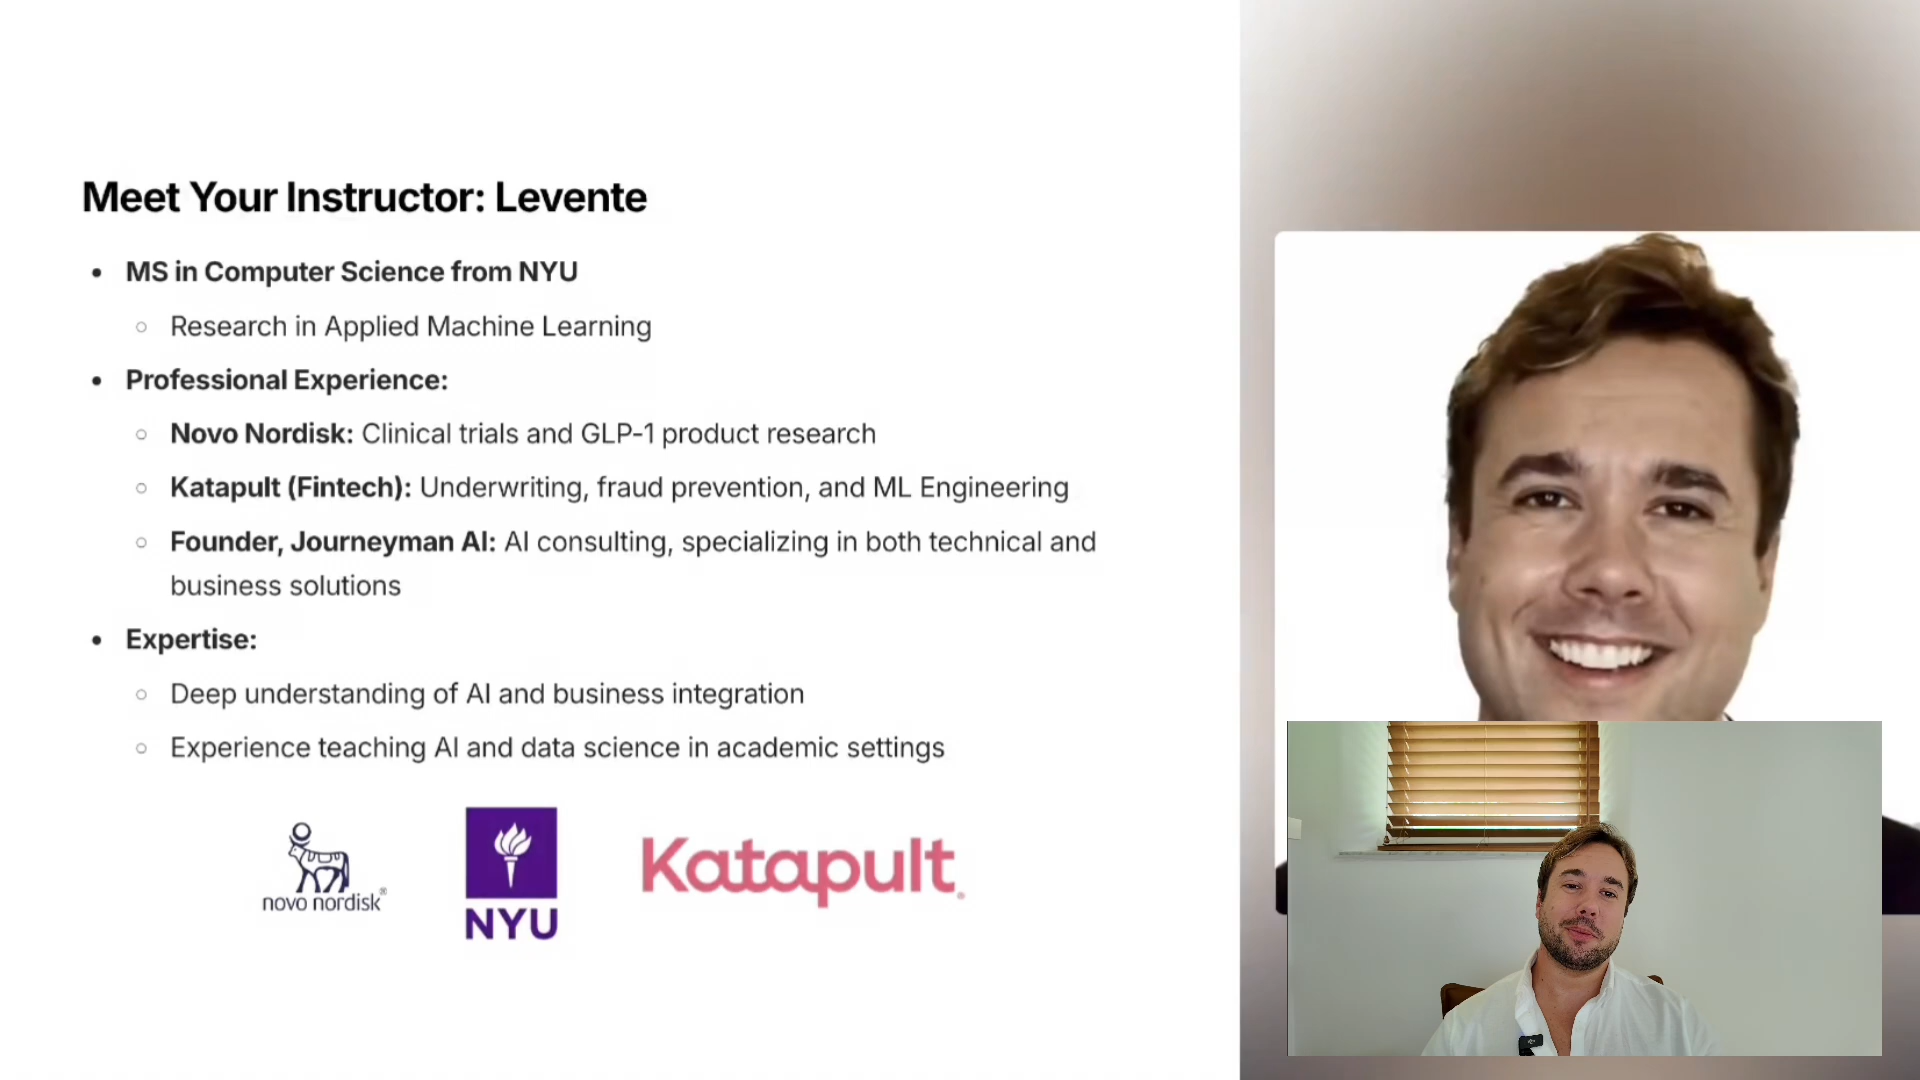 Meet Your Instructor: Levente
• MS in Computer Science from NYU
○ Research in Applied Machine Learning
• Professional Experience:
○ Novo Nordisk: Clinical trials and GLP-1 product research
○ Katapult (Fintech): Underwriting, fraud prevention, and ML Engineering
○ Founder, Journeyman AI: AI consulting, specializing in both technical and
business solutions
• Expertise:
○ Deep understanding of AI and business integration
○ Experience teaching AI and data science in academic settings
novo nordisk®
NYU
Katapult®